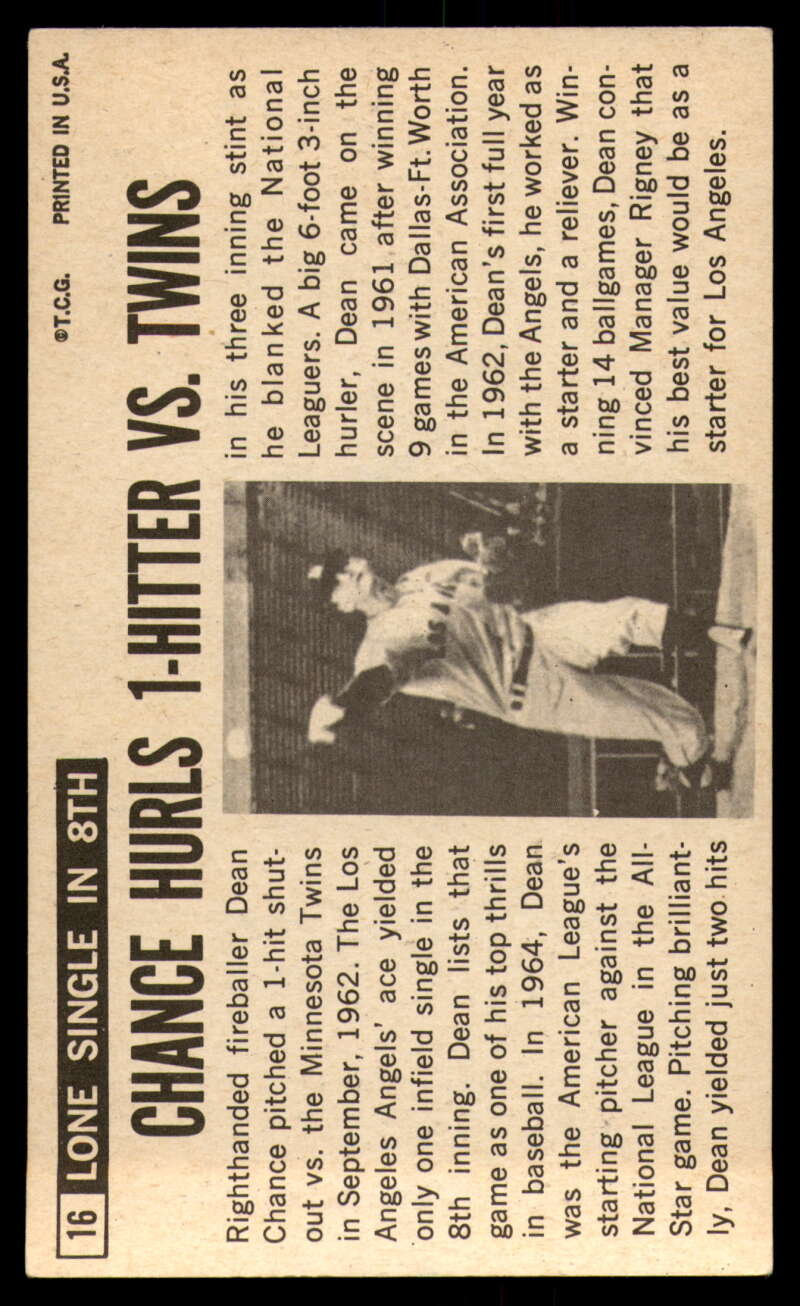 16 LONE SINGLE IN 8TH
©T.C.G. PRINTED IN U.S.A.
CHANCE HURLS 1-HITTER VS. TWINS
Righthanded fireballer Dean
Chance pitched a 1-hit shut-
out vs. the Minnesota Twins
in September, 1962. The Los
Angeles Angels' ace yielded
only one infield single in the
8th inning. Dean lists that
game as one of his top thrills
in baseball. In 1964, Dean
was the American League's
starting pitcher against the
National League in the All-
Star game. Pitching brilliant-
ly, Dean yielded just two hits
in his three inning stint as
he blanked the National
Leaguers. A big 6-foot 3-inch
hurler, Dean came on the
scene in 1961 after winning
9 games with Dallas-Ft. Worth
in the American Association.
In 1962, Dean's first full year
with the Angels, he worked as
a starter and a reliever. Win-
ning 14 ballgames, Dean con-
vinced Manager Rigney that
his best value would be as a
starter for Los Angeles.